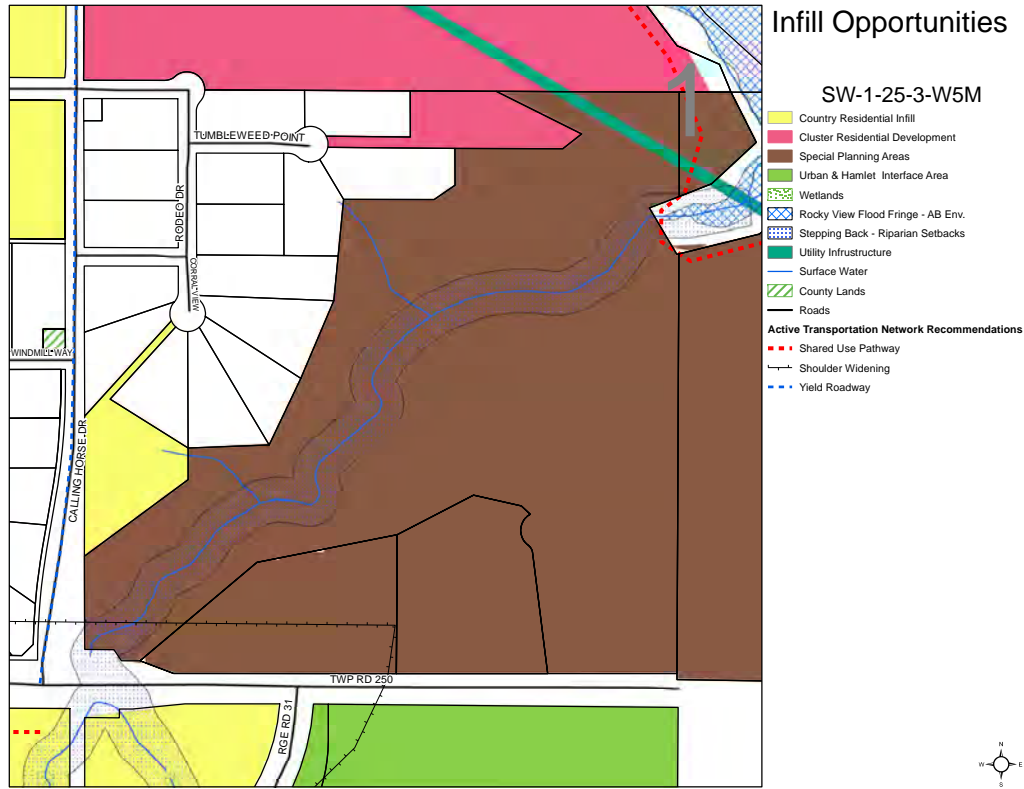 Infill Opportunities
SW-1-25-3-W5M
Country Residential Infill
Cluster Residential Development
Special Planning Areas
Urban & Hamlet Interface Area
Wetlands
Rocky View Flood Fringe - AB Env.
Stepping Back - Riparian Setbacks
Utility Infrustructure
Surface Water
County Lands
Roads
Active Transportation Network Recommendations
Shared Use Pathway
Shoulder Widening
Yield Roadway
1
TUMBLEWEED POINT
RODEO DR
CORRAL VIEW
WINDMILL WAY
CALLING HORSE DR
TWP RD 250
RGE RD 31
N
W E
S